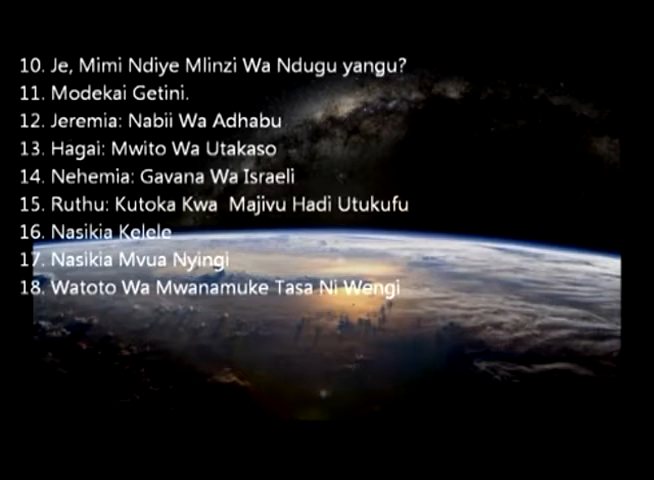 10. Je, Mimi Ndiye Mlinzi Wa Ndugu yangu?
11. Modekai Getini.
12. Jeremia: Nabii Wa Adhabu
13. Hagai: Mwito Wa Utakaso
14. Nehemia: Gavana Wa Israeli
15. Ruthu: Kutoka Kwa  Majivu Hadi Utukufu
16. Nasikia Kelele
17. Nasikia Mvua Nyingi
18. Watoto Wa Mwanamuke Tasa Ni Wengi